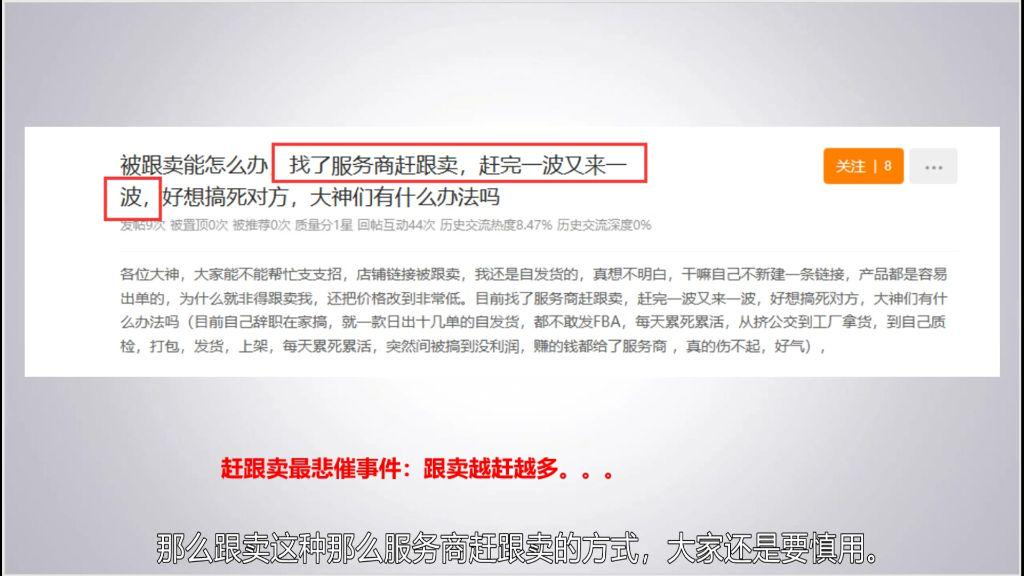 被跟卖能怎么办 找了服务商赶跟卖，赶完一波又来一
波，好想搞死对方，大神们有什么办法吗
关注 | 8
...
发帖9次 被置顶0次 被推荐0次 质量分1星 回帖互动44次 历史交流热度8.47% 历史交流深度0%
各位大神，大家能不能帮忙支支招，店铺链接被跟卖，我还是自发货的，真想不明白，干嘛自己不新建一条链接，产品都是容易
出单的，为什么就非得跟卖我，还把价格改到非常低。目前找了服务商赶跟卖，赶完一波又来一波，好想搞死对方，大神们有什
么办法吗（目前自己辞职在家搞，就一款日出十几单的自发货，都不敢发FBA，每天累死累活，从挤公交到工厂拿货，到自己质
检，打包，发货，上架，每天累死累活，突然间被搞到没利润，赚的钱都给了服务商 ，真的伤不起，好气），
赶跟卖最悲催事件：跟卖越赶越多。。。
那么跟卖这种那么服务商赶跟卖的方式，大家还是要慎用。